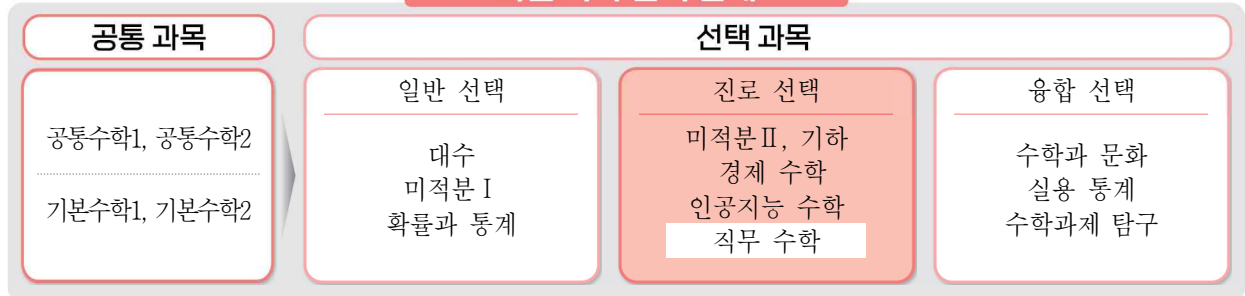 공통 과목
선택 과목
공통수학1, 공통수학2
기본수학1, 기본수학2
일반 선택
대수
미적분Ⅰ
확률과 통계
진로 선택
미적분Ⅱ, 기하
경제 수학
인공지능 수학
직무 수학
융합 선택
수학과 문화
실용 통계
수학과제 탐구